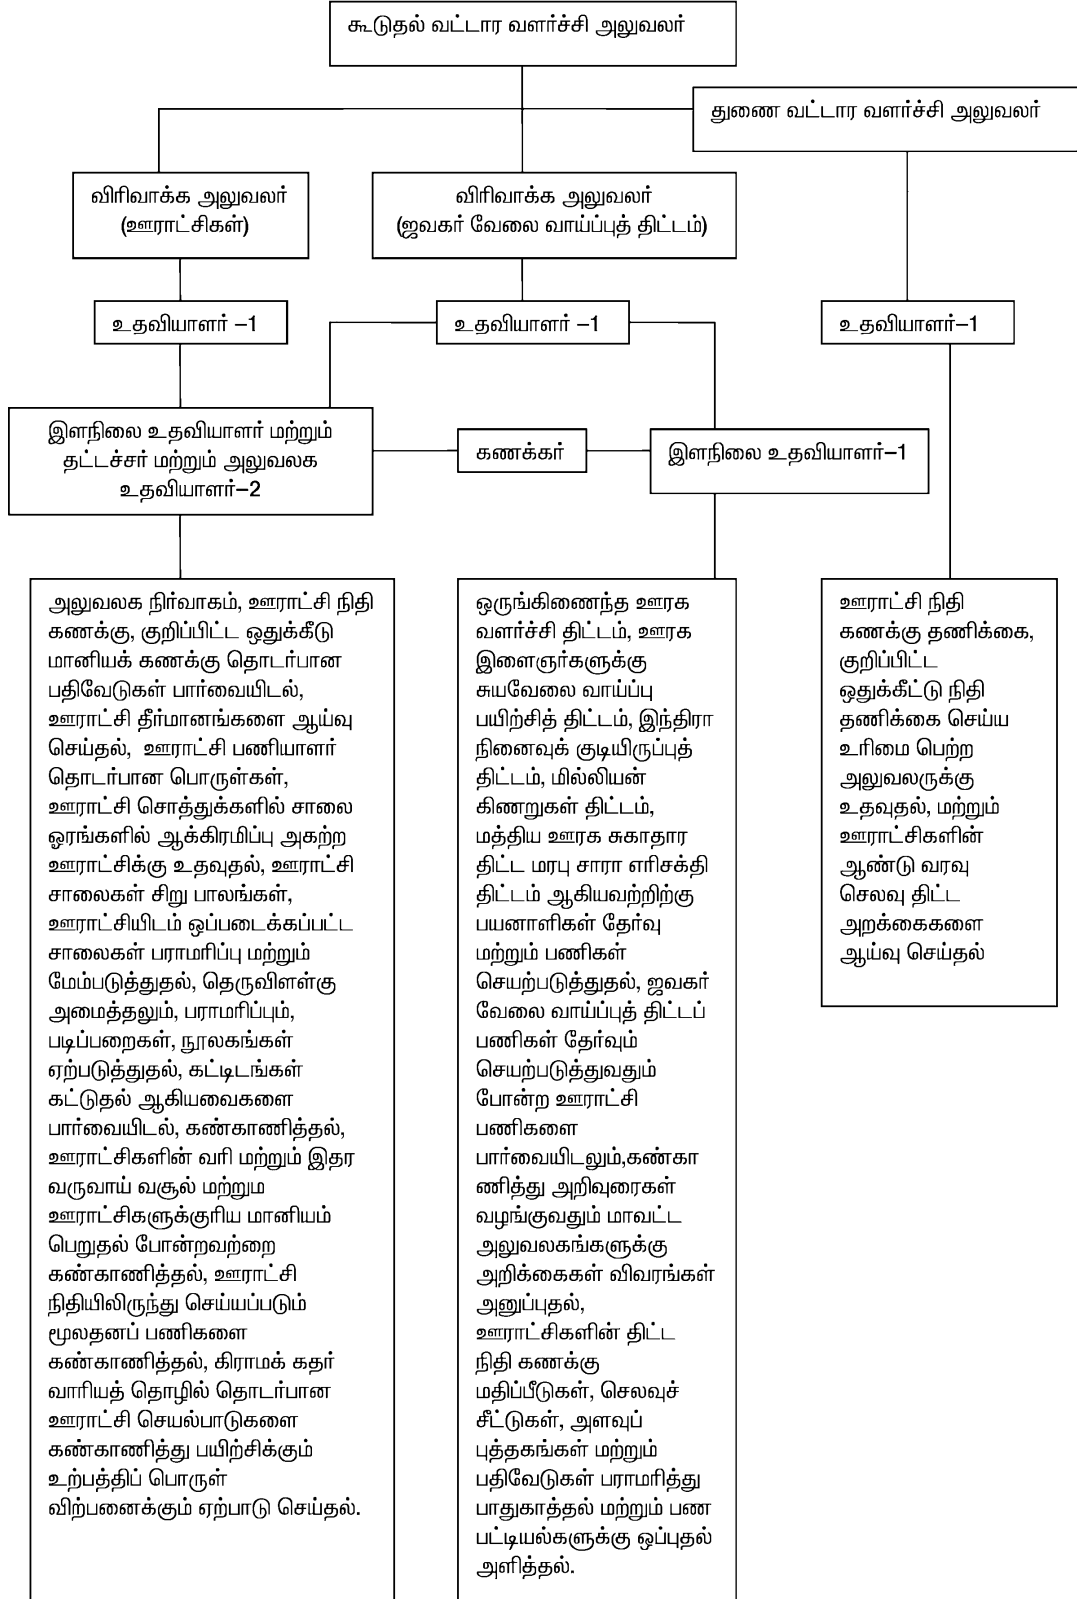 கூடுதல் வட்டார வளர்ச்சி அலுவலர்
துணை வட்டார வளர்ச்சி அலுவலர்
விரிவாக்க அலுவலர்
(ஊராட்சிகள்)
விரிவாக்க அலுவலர்
(ஜவகர் வேலை வாய்ப்புத் திட்டம்)
உதவியாளர் –1
உதவியாளர் –1
உதவியாளர்–1
இளநிலை உதவியாளர் மற்றும்
தட்டச்சர் மற்றும் அலுவலக
உதவியாளர்–2
கணக்கர்
இளநிலை உதவியாளர்–1
அலுவலக நிர்வாகம், ஊராட்சி நிதி
கணக்கு, குறிப்பிட்ட ஒதுக்கீடு
மானியக் கணக்கு தொடர்பான
பதிவேடுகள் பார்வையிடல்,
ஊராட்சி தீர்மானங்களை ஆய்வு
செய்தல், ஊராட்சி பணியாளர்
தொடர்பான பொருள்கள்,
ஊராட்சி சொத்துக்களில் சாலை
ஓரங்களில் ஆக்கிரமிப்பு அகற்ற
ஊராட்சிக்கு உதவுதல், ஊராட்சி
சாலைகள் சிறு பாலங்கள்,
ஊராட்சியிடம் ஒப்படைக்கப்பட்ட
சாலைகள் பராமரிப்பு மற்றும்
மேம்படுத்துதல், தெருவிளள்கு
அமைத்தலும், பராமரிப்பும்,
படிப்பறைகள், நூலகங்கள்
ஏற்படுத்துதல், கட்டிடங்கள்
கட்டுதல் ஆகியவைகளை
பார்வையிடல், கண்காணித்தல்,
ஊராட்சிகளின் வரி மற்றும் இதர
வருவாய் வசூல் மற்றும
ஊராட்சிகளுக்குரிய மானியம்
பெறுதல் போன்றவற்றை
கண்காணித்தல், ஊராட்சி
நிதியிலிருந்து செய்யப்படும்
மூலதனப் பணிகளை
கண்காணித்தல், கிராமக் கதர்
வாரியத் தொழில் தொடர்பான
ஊராட்சி செயல்பாடுகளை
கண்காணித்து பயிற்சிக்கும்
உற்பத்திப் பொருள்
விற்பனைக்கும் ஏற்பாடு செய்தல்.
ஒருங்கிணைந்த ஊரக
வளர்ச்சி திட்டம், ஊரக
இளைஞர்களுக்கு
சுயவேலை வாய்ப்பு
பயிற்சித் திட்டம், இந்திரா
நினைவுக் குடியிருப்புத்
திட்டம், மில்லியன்
கிணறுகள் திட்டம்,
மத்திய ஊரக சுகாதார
திட்ட மரபு சாரா எரிசக்தி
திட்டம் ஆகியவற்றிற்கு
பயனாளிகள் தேர்வு
மற்றும் பணிகள்
செயற்படுத்துதல், ஜவகர்
வேலை வாய்ப்புத் திட்டப்
பணிகள் தேர்வும்
செயற்படுத்துவதும்
போன்ற ஊராட்சி
பணிகளை
பார்வையிடலும்,கண்கா
ணித்து அறிவுரைகள்
வழங்குவதும் மாவட்ட
அலுவலகங்களுக்கு
அறிக்கைகள் விவரங்கள்
அனுப்புதல்,
ஊராட்சிகளின் திட்ட
நிதி கணக்கு
மதிப்பீடுகள், செலவுச்
சீட்டுகள், அளவுப்
புத்தகங்கள் மற்றும்
பதிவேடுகள் பராமரித்து
பாதுகாத்தல் மற்றும் பண
பட்டியல்களுக்கு ஒப்புதல்
அளித்தல்.
ஊராட்சி நிதி
கணக்கு தணிக்கை,
குறிப்பிட்ட
ஒதுக்கீட்டு நிதி
தணிக்கை செய்ய
உரிமை பெற்ற
அலுவலருக்கு
உதவுதல், மற்றும்
ஊராட்சிகளின்
ஆண்டு வரவு
செலவு திட்ட
அறக்கைகளை
ஆய்வு செய்தல்